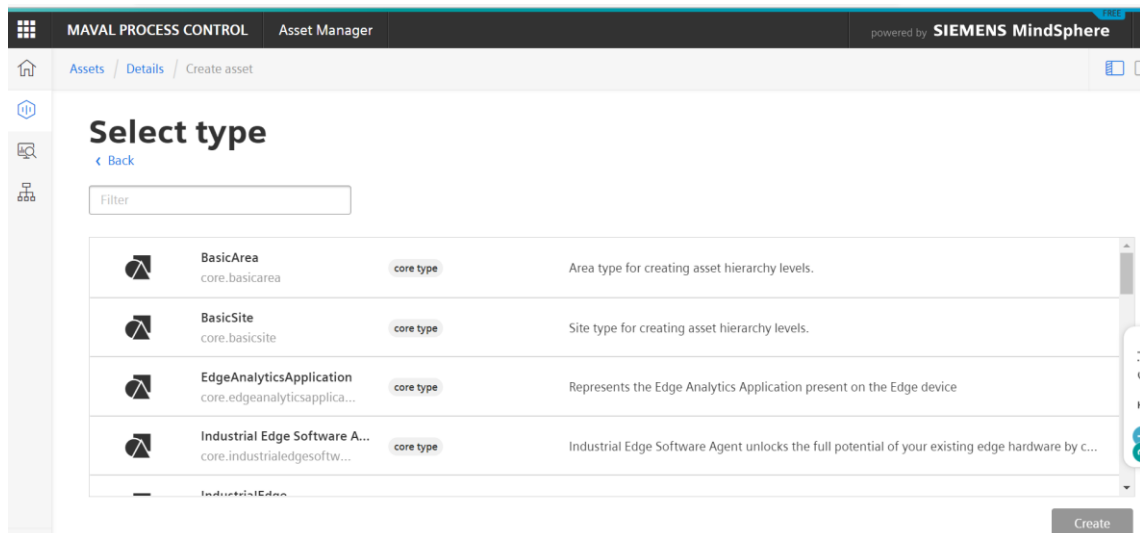 FREE
MAVAL PROCESS CONTROL Asset Manager powered by SIEMENS MindSphere
Assets / Details / Create asset
Select type
‹ Back
Filter
BasicArea
core.basicarea
core type
Area type for creating asset hierarchy levels.
BasicSite
core.basicsite
core type
Site type for creating asset hierarchy levels.
EdgeAnalyticsApplication
core.edgeanalyticsapplica...
core type
Represents the Edge Analytics Application present on the Edge device
Industrial Edge Software A...
core.industrialedgesoftw...
core type
Industrial Edge Software Agent unlocks the full potential of your existing edge hardware by c...
IndustrialEdge
Create